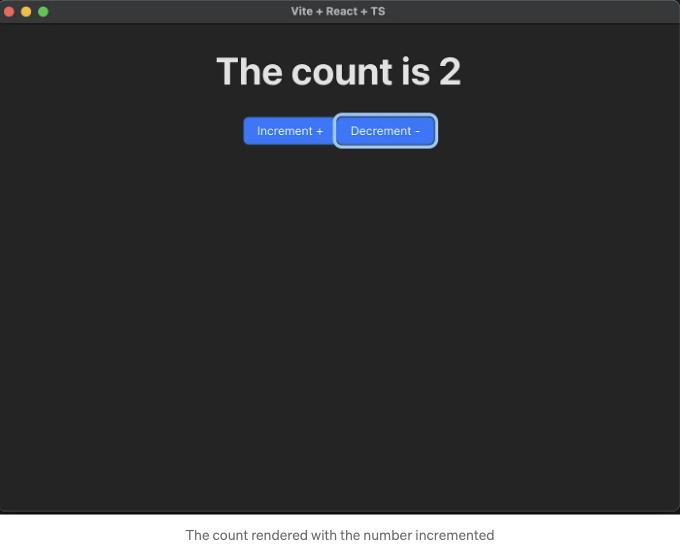 Vite + React + TS
The count is 2
Increment + Decrement -
The count rendered with the number incremented